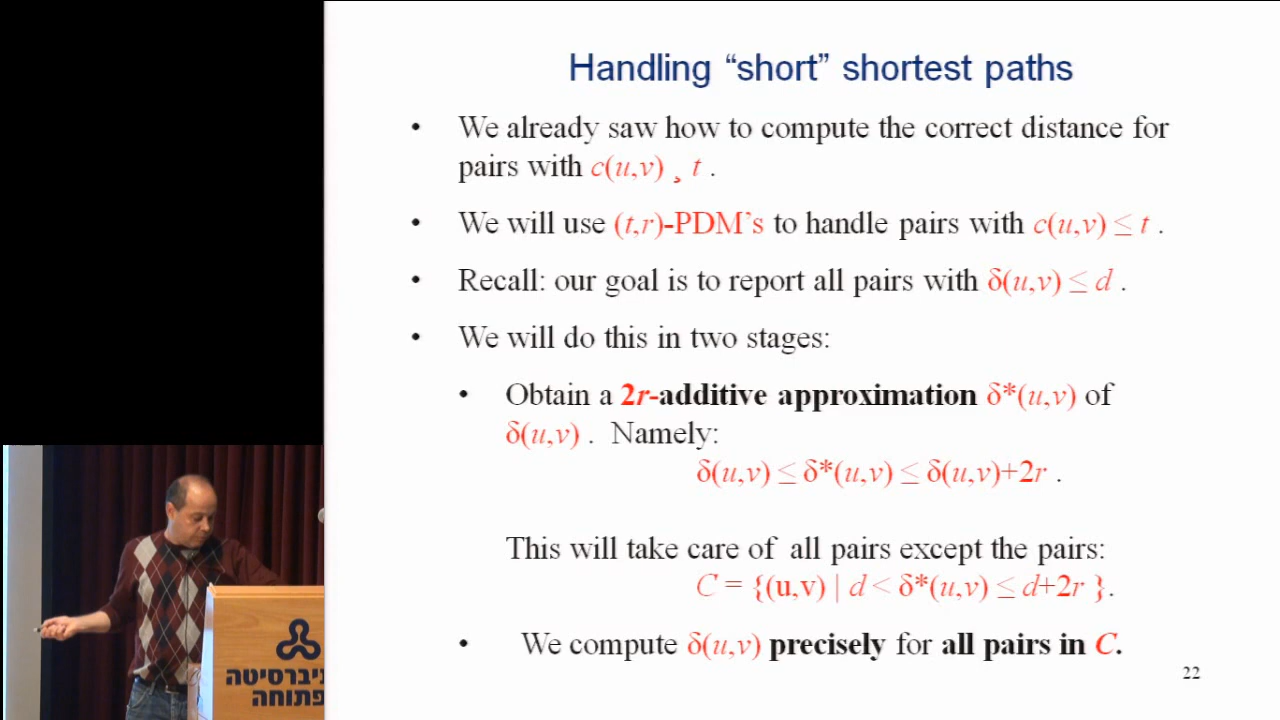 Handling “short” shortest paths
• We already saw how to compute the correct distance for
pairs with c(u,v) ¸ t .
• We will use (t,r)-PDM’s to handle pairs with c(u,v) ≤ t .
• Recall: our goal is to report all pairs with δ(u,v) ≤ d .
• We will do this in two stages:
• Obtain a 2r-additive approximation δ*(u,v) of
δ(u,v) . Namely:
δ(u,v) ≤ δ*(u,v) ≤ δ(u,v)+2r .
This will take care of all pairs except the pairs:
C = {(u,v) | d < δ*(u,v) ≤ d+2r }.
• We compute δ(u,v) precisely for all pairs in C.
22
ניברסיטה
פתוחה